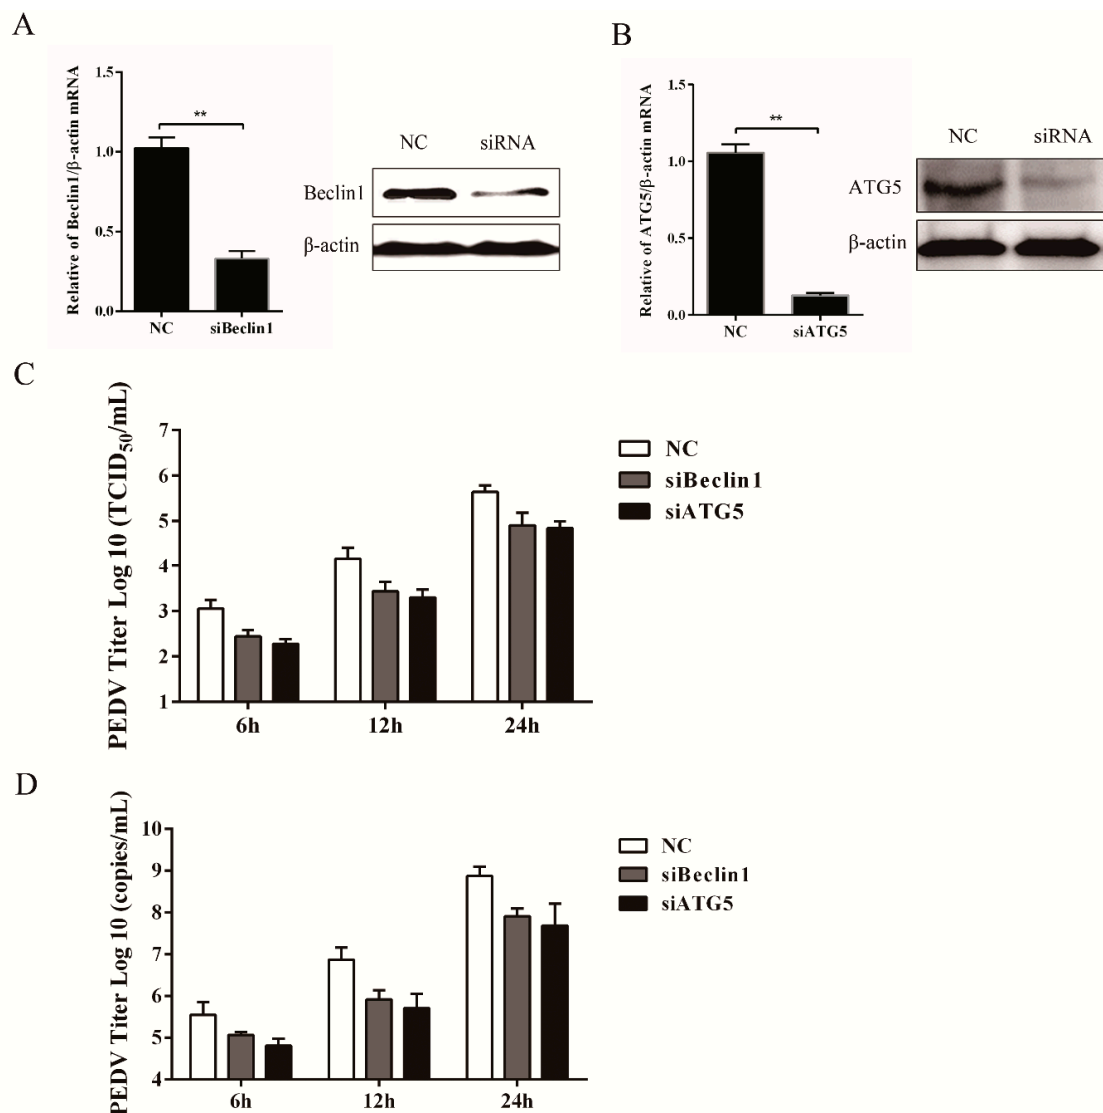 A
Relative of Beclin1/β-actin mRNA
1.5
1.0
0.5
0.0
**
NC
siBeclin1
NC siRNA
Beclin1
β-actin
B
Relative of ATG5/β-actin mRNA
1.5
1.0
0.5
0.0
**
NC
siATG5
NC siRNA
ATG5
β-actin
C
PEDV Titer Log 10 (TCID50/mL)
7
6
5
4
3
2
1
6h
12h
24h
NC
siBeclin1
siATG5
D
PEDV Titer Log 10 (copies/mL)
10
9
8
7
6
5
4
6h
12h
24h
NC
siBeclin1
siATG5